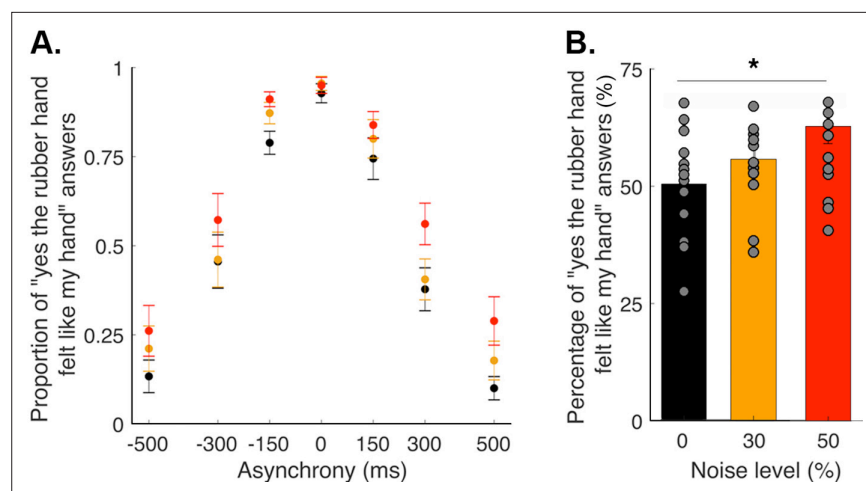 A.
Proportion of "yes the rubber hand
felt like my hand" answers
1
0.75
0.5
0.25
0
-500
-300
-150
0
150
300
500
Asynchrony (ms)
B.
Percentage of "yes the rubber hand
felt like my hand" answers (%)
75
50
25
0
*
0
30
50
Noise level (%)